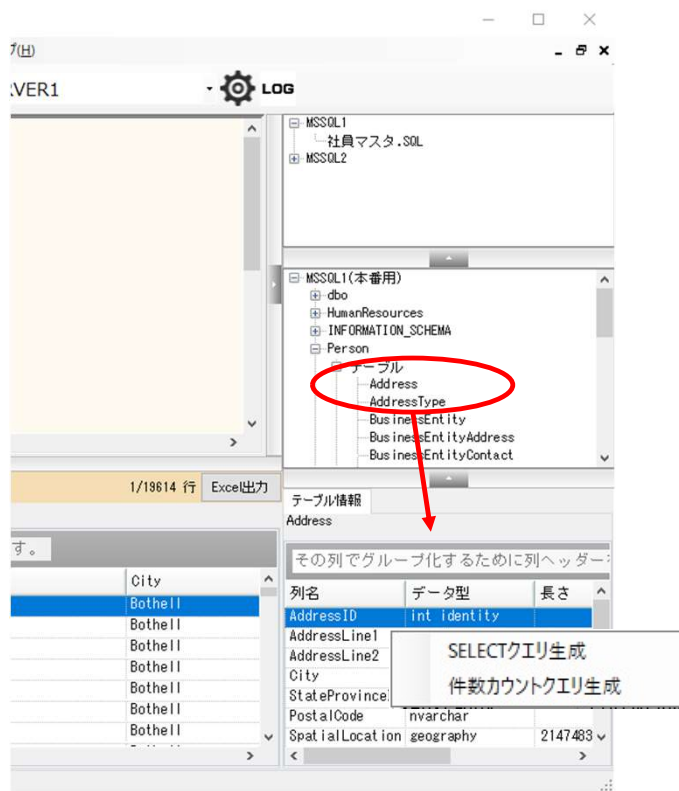 プ(H)
:VER1
LOG
MSSQL1
社員マスタ.SQL
MSSQL2
MSSQL1(本番用)
dbo
HumanResources
INFORMATION_SCHEMA
Person
テーブル
Address
AddressType
BusinessEntity
BusinessEntityAddress
BusinessEntityContact
1/19614 行
Excel出力
テーブル情報
Address
す。
その列でグループ化するために列ヘッダー
City
Bothell
Bothell
Bothell
Bothell
Bothell
Bothell
Bothell
列名 データ型 長さ
AddressID int identity
AddressLine1
AddressLine2
City
StateProvince
PostalCode nvarchar
SpatialLocation geography 2147483
SELECTクエリ生成
件数カウントクエリ生成